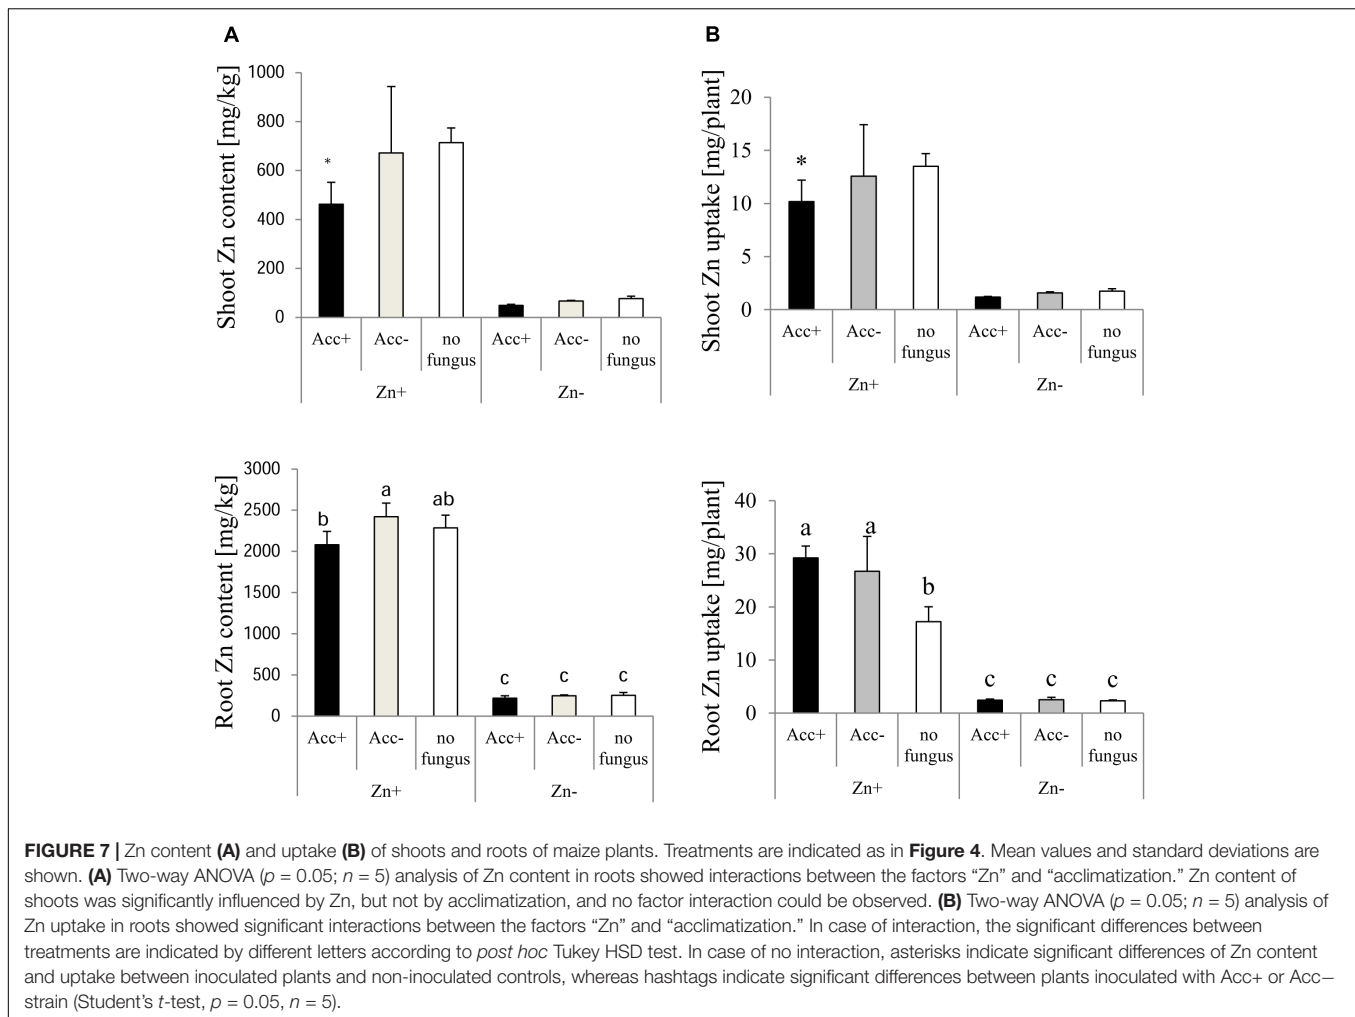 A
Shoot Zn content [mg/kg]
1000
800
600
400
200
0
*
Acc+ Acc- no fungus Acc+ Acc- no fungus
Zn+ Zn-
B
Shoot Zn uptake [mg/plant]
20
15
10
5
0
*
Acc+ Acc- no fungus Acc+ Acc- no fungus
Zn+ Zn-
Root Zn content [mg/kg]
3000
2500
2000
1500
1000
500
0
b a ab c c c
Acc+ Acc- no fungus Acc+ Acc- no fungus
Zn+ Zn-
Root Zn uptake [mg/plant]
40
30
20
10
0
a a b c c c
Acc+ Acc- no fungus Acc+ Acc- no fungus
Zn+ Zn-
FIGURE 7 | Zn content (A) and uptake (B) of shoots and roots of maize plants. Treatments are indicated as in Figure 4. Mean values and standard deviations are
shown. (A) Two-way ANOVA (p = 0.05; n = 5) analysis of Zn content in roots showed interactions between the factors “Zn” and “acclimatization.” Zn content of
shoots was significantly influenced by Zn, but not by acclimatization, and no factor interaction could be observed. (B) Two-way ANOVA (p = 0.05; n = 5) analysis of
Zn uptake in roots showed significant interactions between the factors “Zn” and “acclimatization.” In case of interaction, the significant differences between
treatments are indicated by different letters according to post hoc Tukey HSD test. In case of no interaction, asterisks indicate significant differences of Zn content
and uptake between inoculated plants and non-inoculated controls, whereas hashtags indicate significant differences between plants inoculated with Acc+ or Acc−
strain (Student’s t-test, p = 0.05, n = 5).